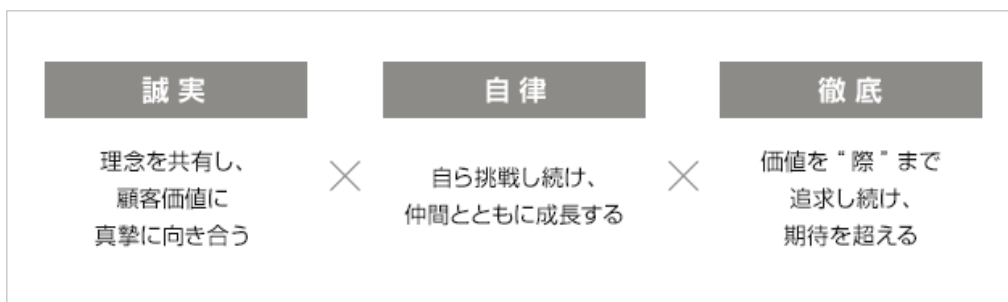 誠実
理念を共有し、
顧客価値に
真摯に向き合う
×
自律
自ら挑戦し続け、
仲間とともに成長する
×
徹底
価値を“際”まで
追求し続け、
期待を超える